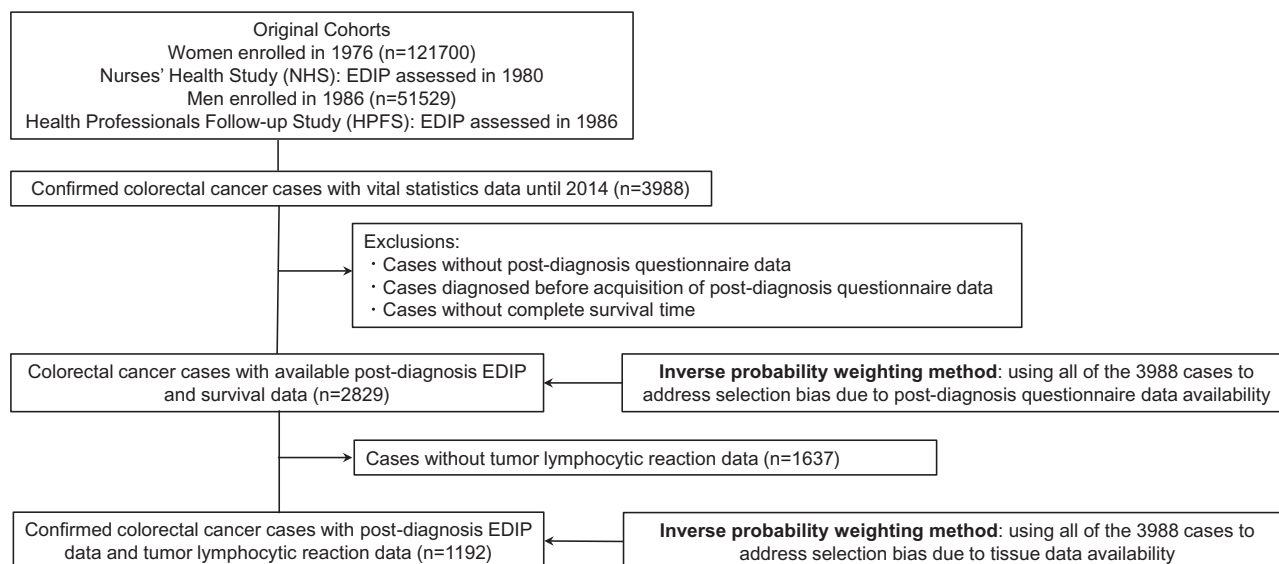 Original Cohorts
Women enrolled in 1976 (n=121700)
Nurses’ Health Study (NHS): EDIP assessed in 1980
Men enrolled in 1986 (n=51529)
Health Professionals Follow-up Study (HPFS): EDIP assessed in 1986
Confirmed colorectal cancer cases with vital statistics data until 2014 (n=3988)
Exclusions:
・Cases without post-diagnosis questionnaire data
・Cases diagnosed before acquisition of post-diagnosis questionnaire data
・Cases without complete survival time
Colorectal cancer cases with available post-diagnosis EDIP
and survival data (n=2829)
Inverse probability weighting method: using all of the 3988 cases to
address selection bias due to post-diagnosis questionnaire data availability
Cases without tumor lymphocytic reaction data (n=1637)
Confirmed colorectal cancer cases with post-diagnosis EDIP
data and tumor lymphocytic reaction data (n=1192)
Inverse probability weighting method: using all of the 3988 cases to
address selection bias due to tissue data availability